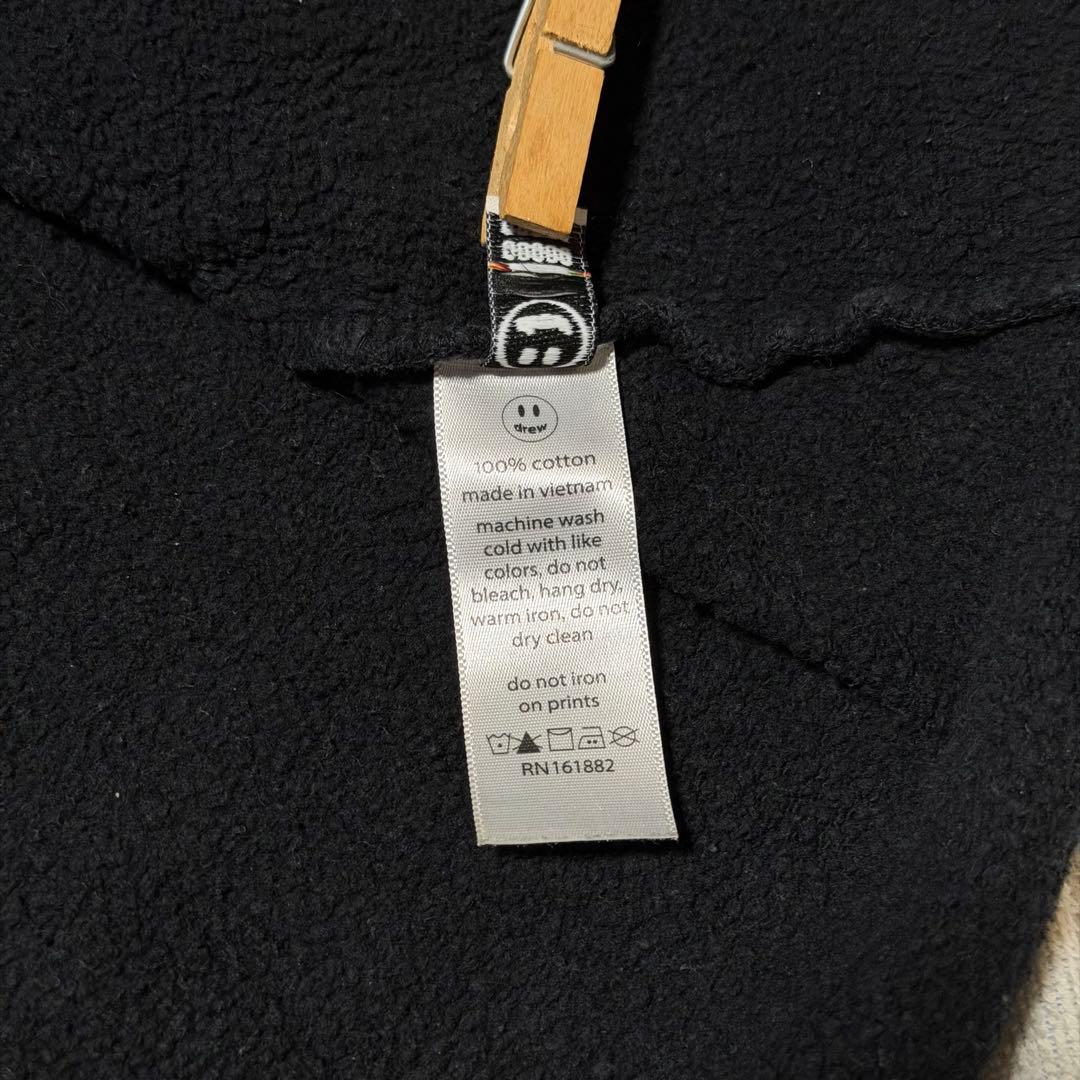 drew
100% cotton
made in vietnam
machine wash
cold with like
colors, do not
bleach, hang dry,
warm iron, do not
dry clean
do not iron
on prints
RN161882